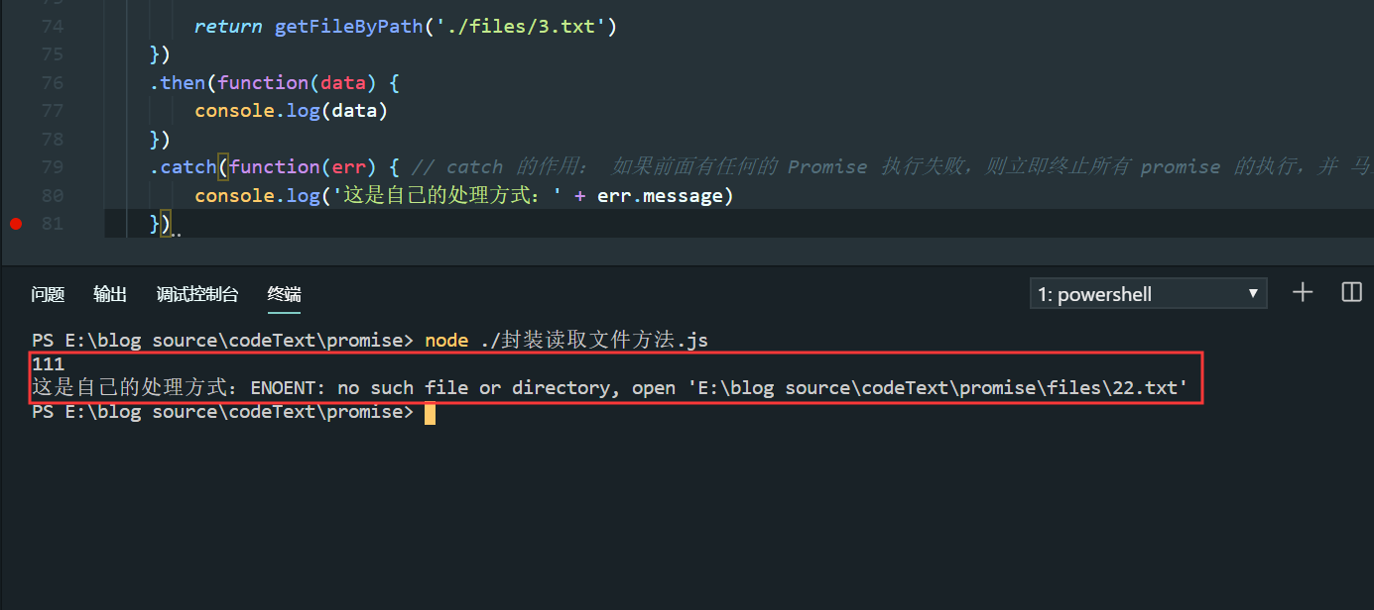 73
74 return getFileByPath('./files/3.txt')
75 })
76 .then(function(data) {
77 console.log(data)
78 })
79 .catch(function(err) { // catch 的作用: 如果前面有任何的 Promise 执行失败，则立即终止所有 promise 的执行，并 马
80 console.log('这是自己的处理方式：' + err.message)
81 })
问题 输出 调试控制台 终端 1: powershell
PS E:\blog source\codeText\promise> node ./封装读取文件方法.js
111
这是自己的处理方式：ENOENT: no such file or directory, open 'E:\blog source\codeText\promise\files\22.txt'
PS E:\blog source\codeText\promise>